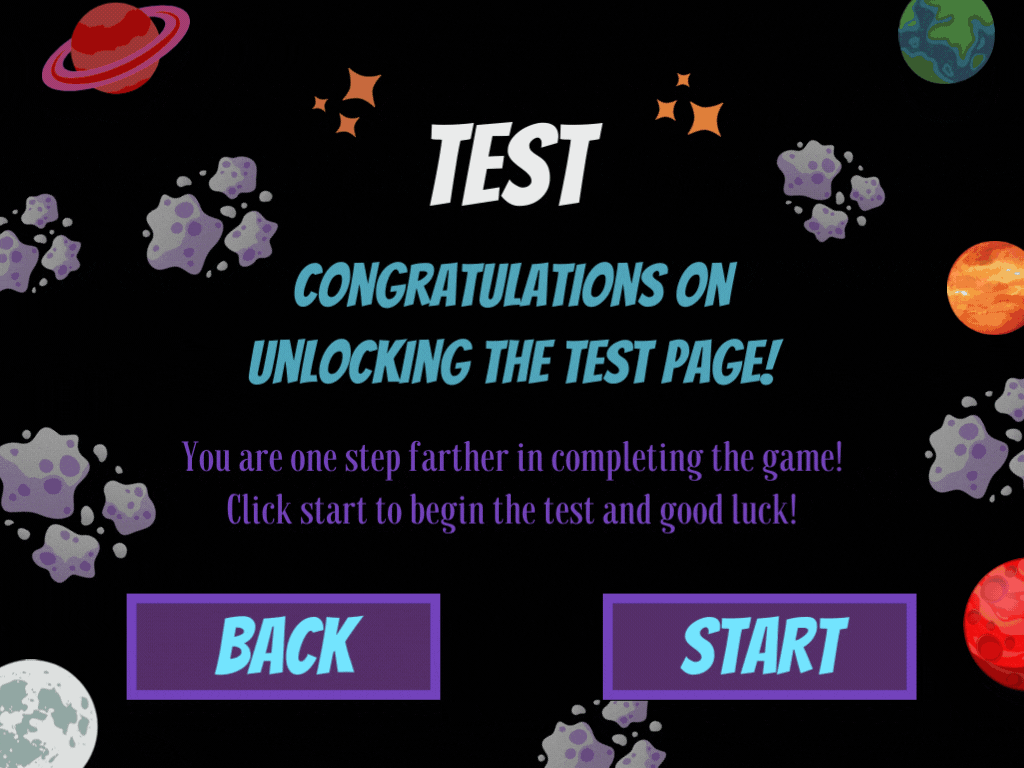 TEST
CONGRATULATIONS ON
UNLOCKING THE TEST PAGE!
You are one step farther in completing the game!
Click start to begin the test and good luck!
BACK
START